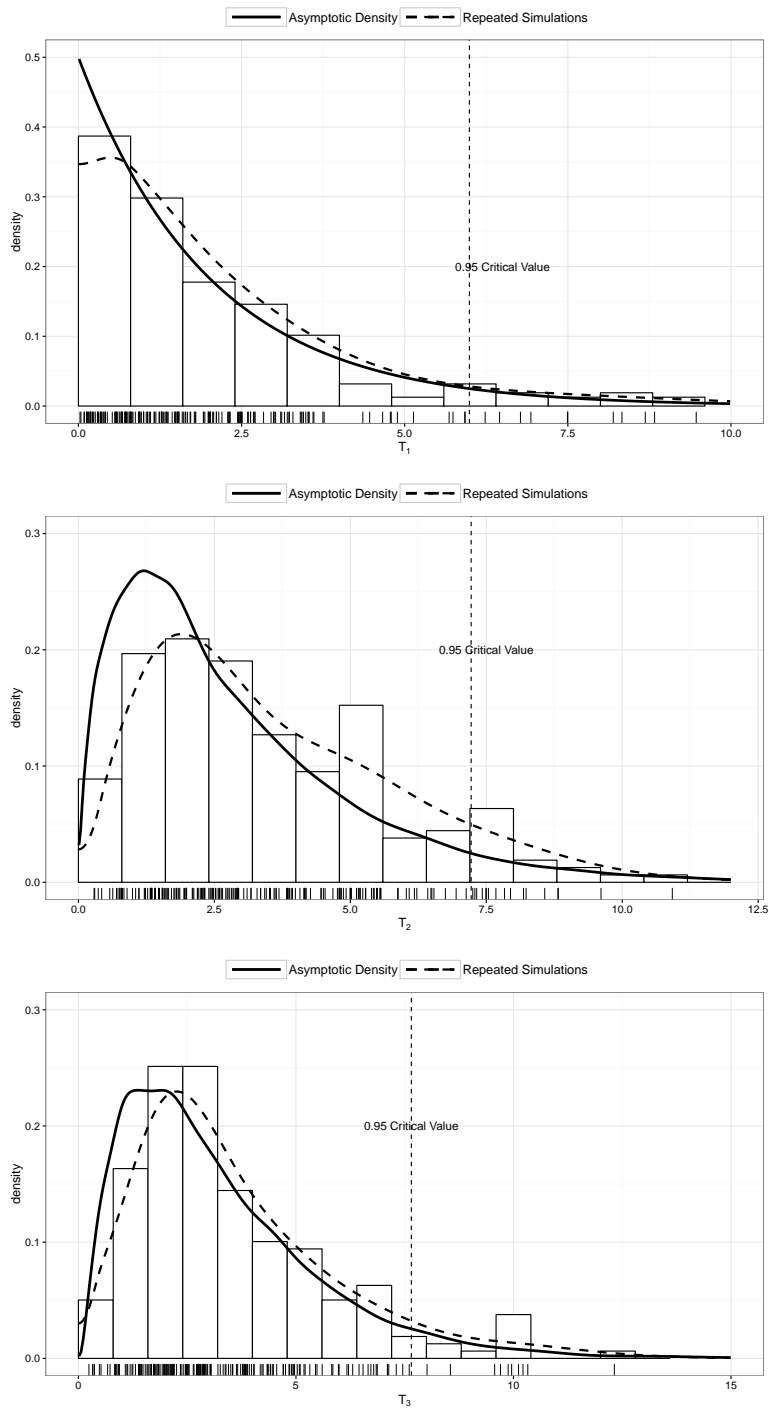 Asymptotic Density Repeated Simulations
0.5
0.4
0.3
0.2
0.1
0.0
density
0.95 Critical Value
0.0 2.5 5.0 7.5 10.0
T1
Asymptotic Density Repeated Simulations
0.3
0.2
0.1
0.0
density
0.95 Critical Value
0.0 2.5 5.0 7.5 10.0 12.5
T2
Asymptotic Density Repeated Simulations
0.3
0.2
0.1
0.0
density
0.95 Critical Value
0 5 10 15
T3